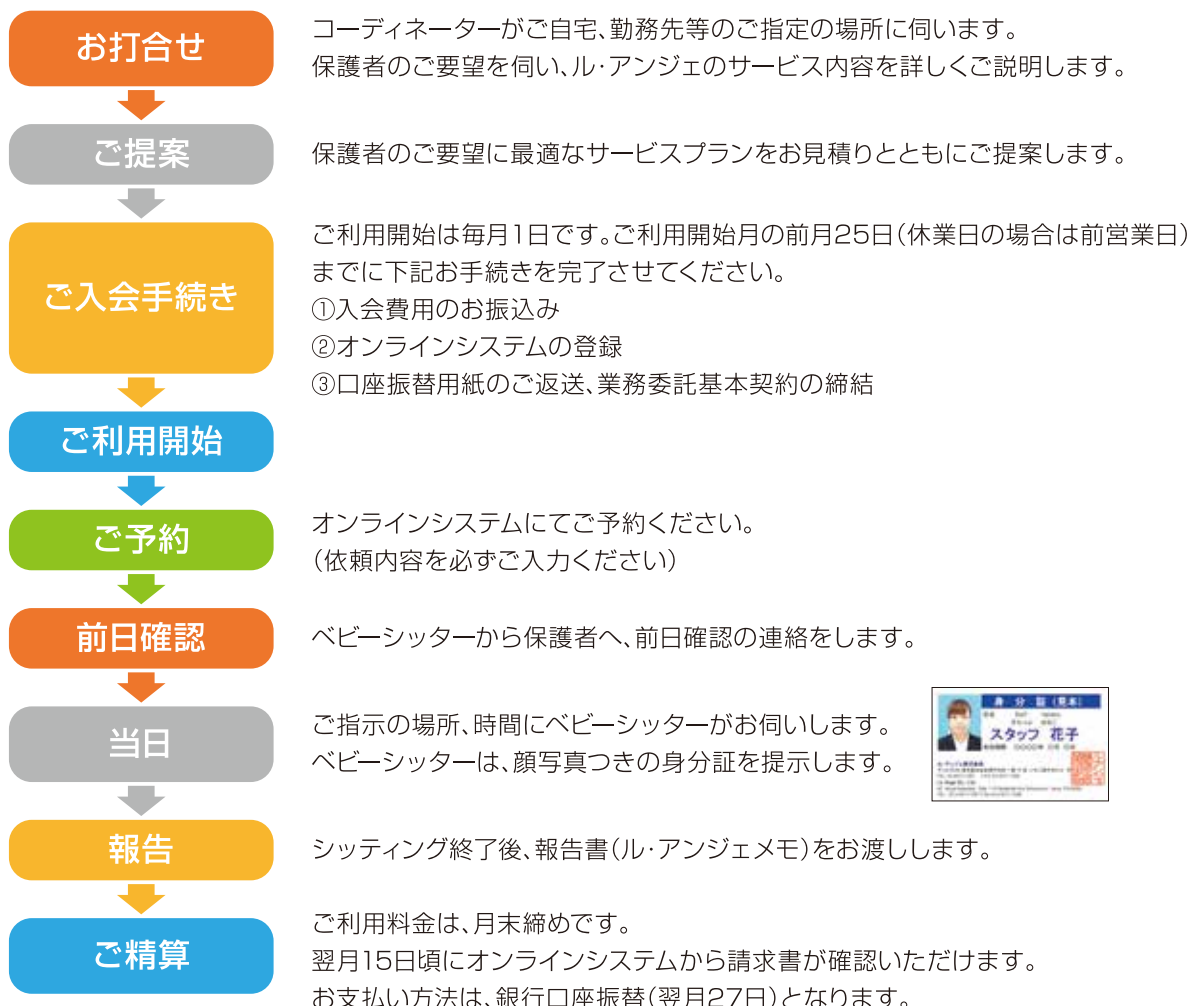 お打合せ
コーディネーターがご自宅、勤務先等のご指定の場所に伺います。
保護者のご要望を伺い、ル・アンジェのサービス内容を詳しくご説明します。
ご提案
保護者のご要望に最適なサービスプランをお見積りとともにご提案します。
ご入会手続き
ご利用開始は毎月1日です。ご利用開始月の前月25日（休業日の場合は前営業日）
までに下記お手続きを完了させてください。
①入会費用のお振込み
②オンラインシステムの登録
③口座振替用紙のご返送、業務委託基本契約の締結
ご利用開始
ご予約
オンラインシステムにてご予約ください。
（依頼内容を必ずご入力ください）
前日確認
ベビーシッターから保護者へ、前日確認の連絡をします。
当日
ご指示の場所、時間にベビーシッターがお伺いします。
ベビーシッターは、顔写真つきの身分証を提示します。
身分証（見本）
スタッフ 花子
報告
シッティング終了後、報告書（ル・アンジェメモ）をお渡しします。
ご精算
ご利用料金は、月末締めです。
翌月15日頃にオンラインシステムから請求書が確認いただけます。
お支払い方法は、銀行口座振替（翌月27日）となります。